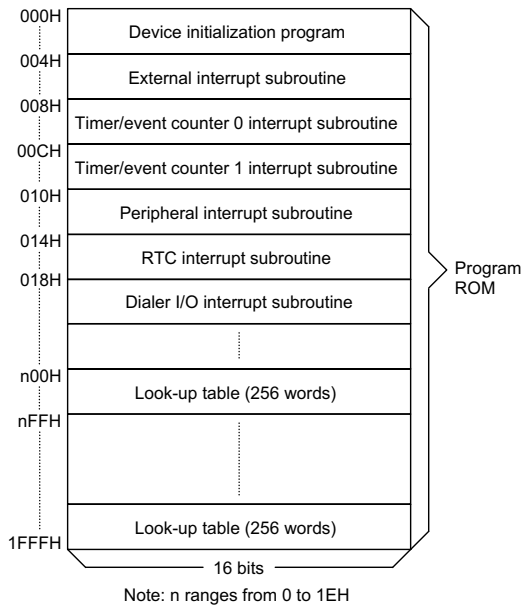 000H
Device initialization program
004H
External interrupt subroutine
008H
Timer/event counter 0 interrupt subroutine
00CH
Timer/event counter 1 interrupt subroutine
010H
Peripheral interrupt subroutine
014H
RTC interrupt subroutine
018H
Dialer I/O interrupt subroutine
Program
ROM
n00H
Look-up table (256 words)
nFFH
Look-up table (256 words)
1FFFH
16 bits
Note: n ranges from 0 to 1EH